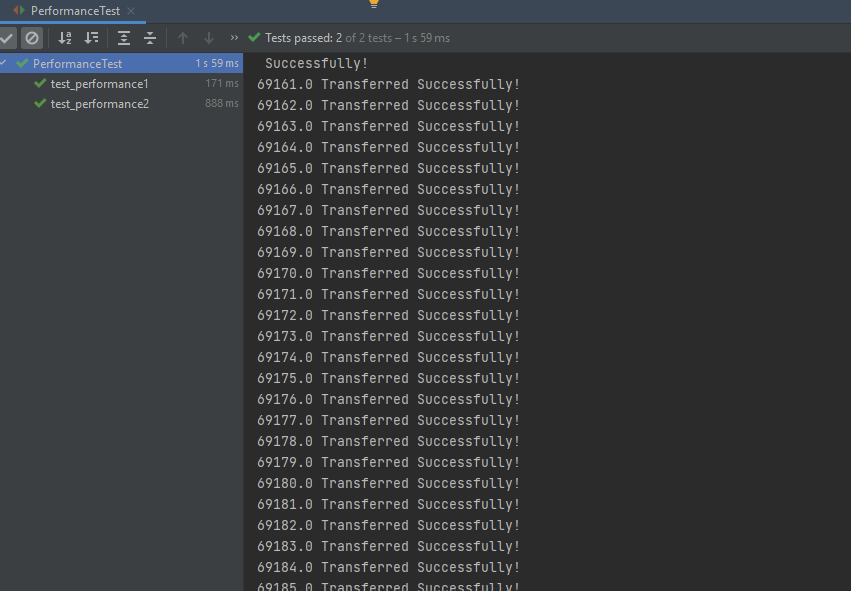 PerformanceTest
Tests passed: 2 of 2 tests – 1 s 59 ms
PerformanceTest 1 s 59 ms
test_performance1 171 ms
test_performance2 888 ms
Successfully!
69161.0 Transferred Successfully!
69162.0 Transferred Successfully!
69163.0 Transferred Successfully!
69164.0 Transferred Successfully!
69165.0 Transferred Successfully!
69166.0 Transferred Successfully!
69167.0 Transferred Successfully!
69168.0 Transferred Successfully!
69169.0 Transferred Successfully!
69170.0 Transferred Successfully!
69171.0 Transferred Successfully!
69172.0 Transferred Successfully!
69173.0 Transferred Successfully!
69174.0 Transferred Successfully!
69175.0 Transferred Successfully!
69176.0 Transferred Successfully!
69177.0 Transferred Successfully!
69178.0 Transferred Successfully!
69179.0 Transferred Successfully!
69180.0 Transferred Successfully!
69181.0 Transferred Successfully!
69182.0 Transferred Successfully!
69183.0 Transferred Successfully!
69184.0 Transferred Successfully!
69185.0 Transferred Successfully!